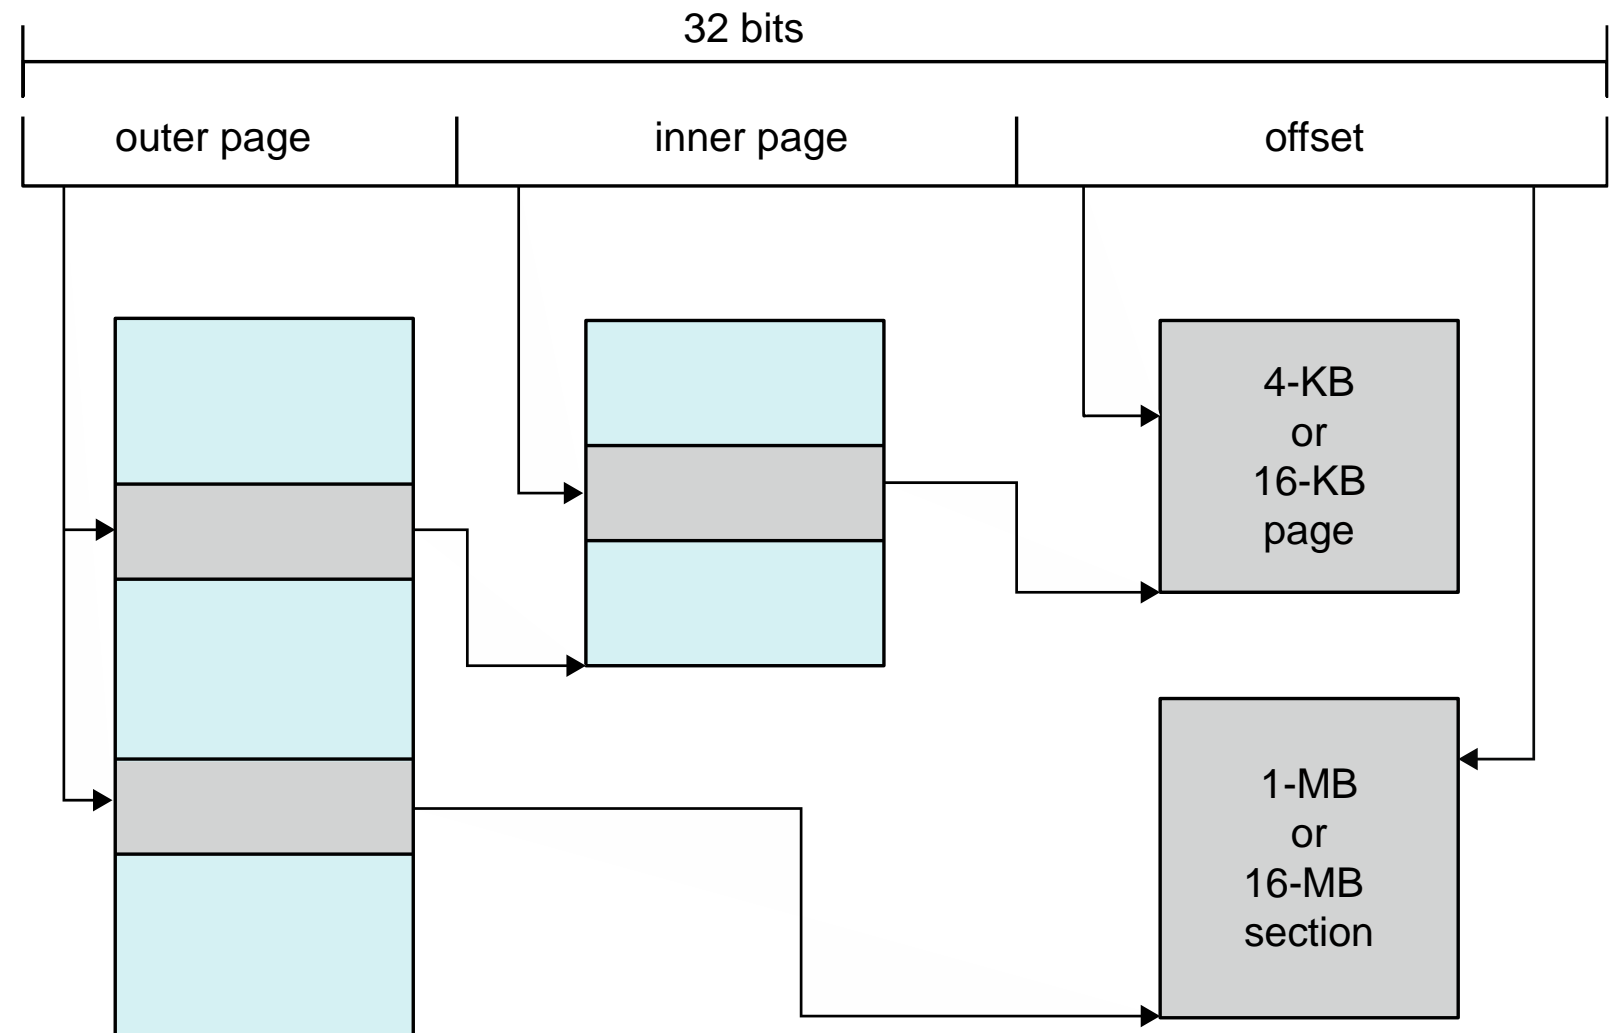 32 bits
outer page
inner page
offset
4-KB
or
16-KB
page
1-MB
or
16-MB
section